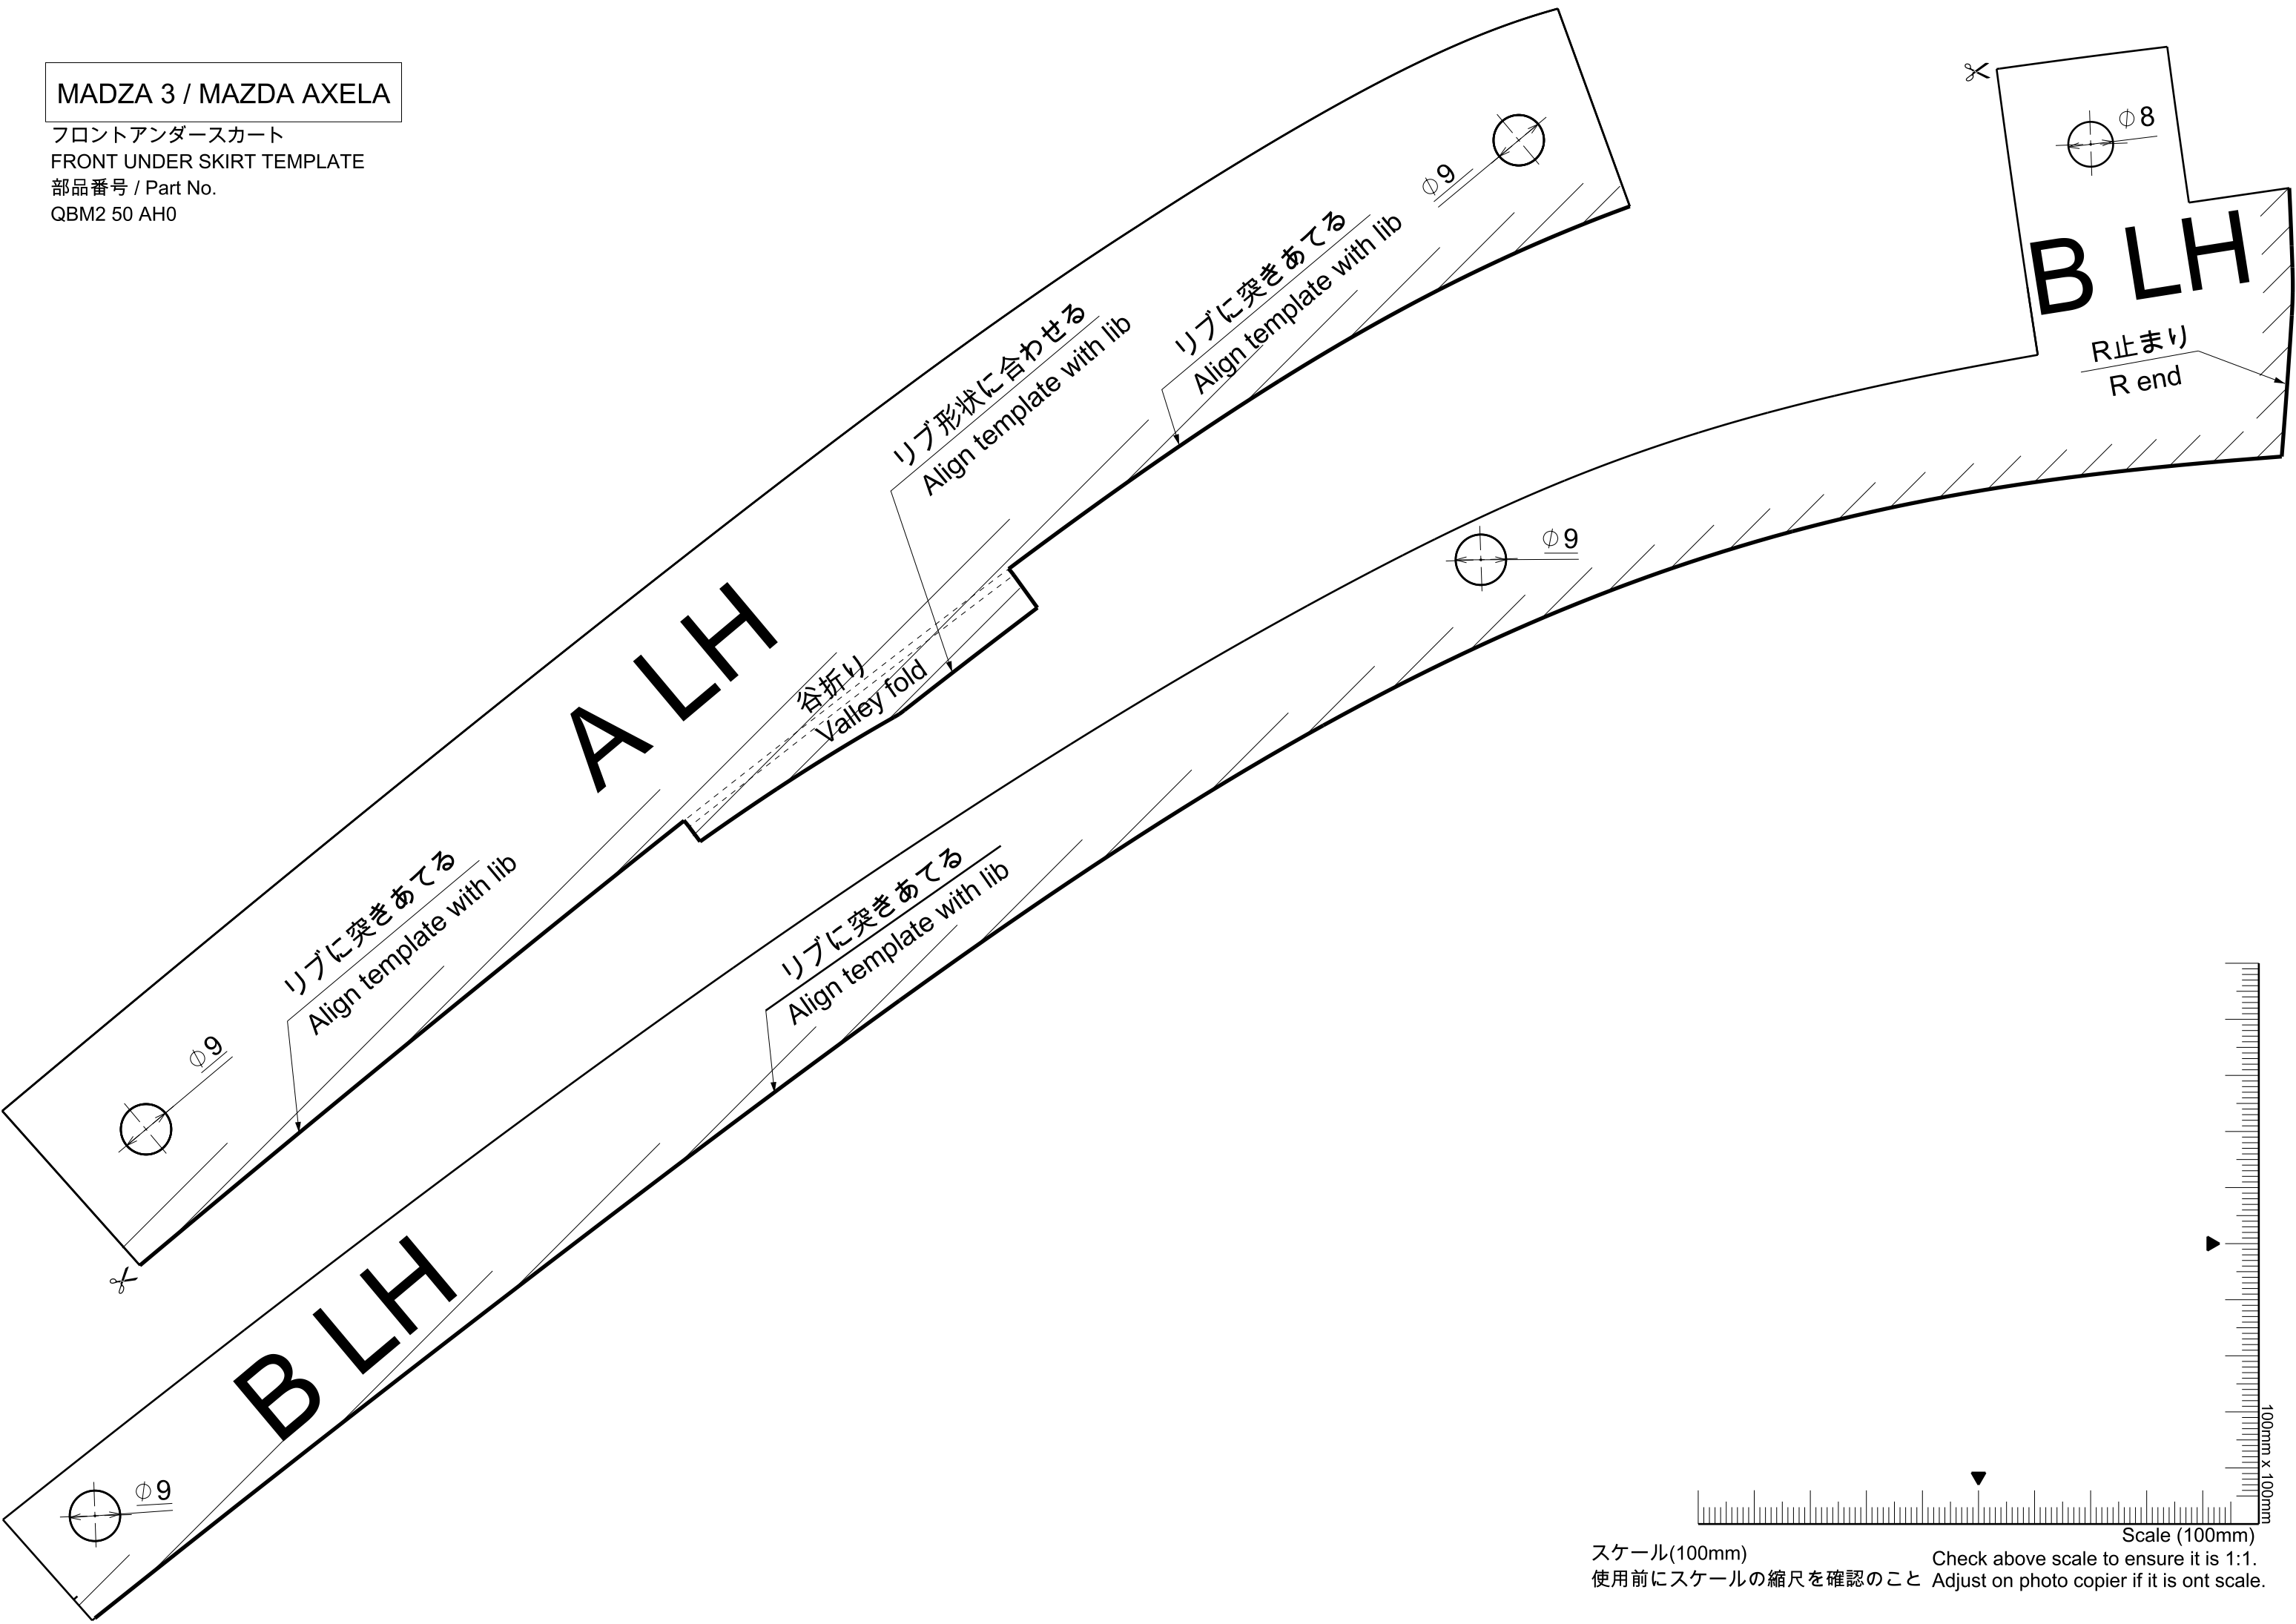 MADZA 3 / MAZDA AXELA
フロントアンダースカート
FRONT UNDER SKIRT TEMPLATE
部品番号 / Part No.
QBM2 50 AH0
∅9
リブに突きあてる
Align template with lib
リブ形状に合わせる
Align template with lib
谷折り
Valley fold
A LH
リブに突きあてる
Align template with lib
∅9
∅8
B LH
R止まり
R end
∅9
リブに突きあてる
Align template with lib
B LH
∅9
100mm x 100mm
Scale (100mm)
スケール(100mm)
使用前にスケールの縮尺を確認のこと
Check above scale to ensure it is 1:1.
Adjust on photo copier if it is ont scale.